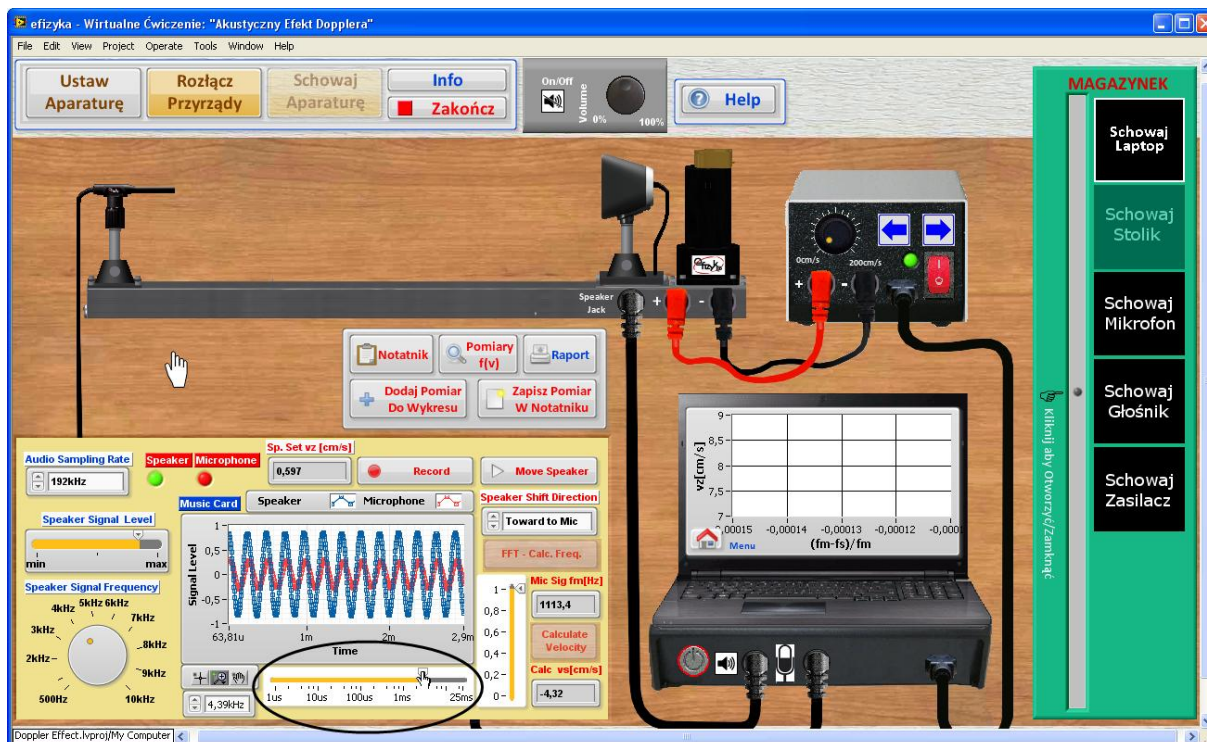 efizyka - Wirtualne Ćwiczenie: "Akustyczny Efekt Dopplera"
File Edit View Project Operate Tools Window Help
Ustaw
Aparaturę
Rozłącz
Przyrządy
Schowaj
Aparaturę
Info
Zakończ
On/Off
Volume
0%
100%
Help
MAGAZYNEK
Schowaj
Laptop
Schowaj
Stolik
Schowaj
Mikrofon
Schowaj
Głośnik
Schowaj
Zasilacz
Kliknij aby Otworzyć/Zamknąć
0cm/s
200cm/s
+ -
Speaker
Jack
+ -
Notatnik
Pomiary
f(v)
Raport
Dodaj Pomiar
Do Wykresu
Zapisz Pomiar
W Notatniku
Audio Sampling Rate
192kHz
Speaker
Microphone
Sp. Set vz [cm/s]
0,597
Record
Move Speaker
Speaker Signal Level
min
max
Music Card
Speaker
Microphone
Speaker Shift Direction
Toward to Mic
FFT - Calc. Freq.
Signal Level
1
0,5
0
-0,5
-1
63,81u
1m
2m
2,9m
Time
Speaker Signal Frequency
500Hz
2kHz
3kHz
4kHz
5kHz
6kHz
7kHz
8kHz
9kHz
10kHz
4,39kHz
1us
10us
100us
1ms
25ms
1
0,8
0,6
0,4
0,2
0
Mic Sig fm[Hz]
1113,4
Calculate
Velocity
Calc vs[cm/s]
-4,32
vz[cm/s]
9
8,5
8
7,5
7
-0,00015
-0,00014
-0,00013
-0,00012
(fm-fs)/fm
Menu
Doppler Effect.lvproj/My Computer